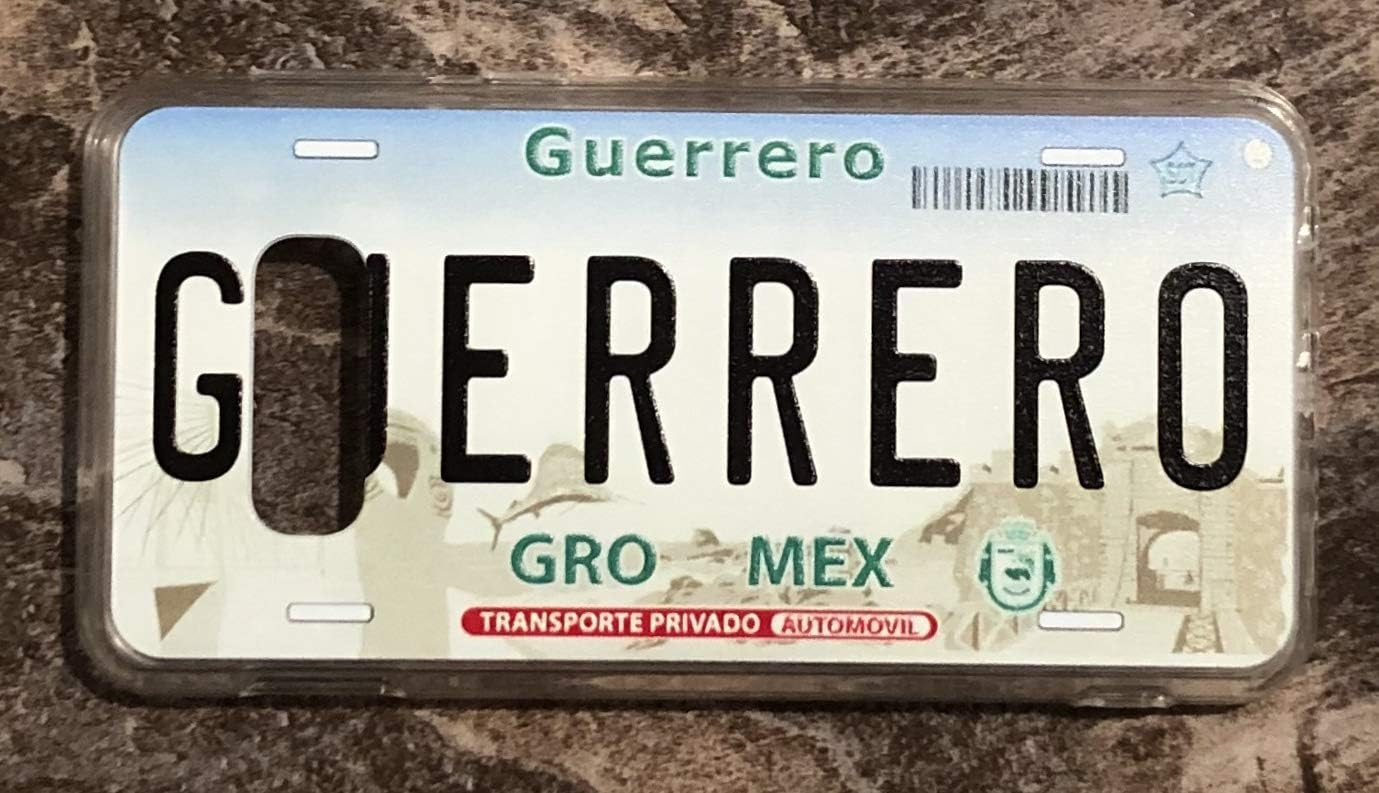 Guerrero
GUERRERO
GRO MEX
TRANSPORTE PRIVADO AUTOMOVIL